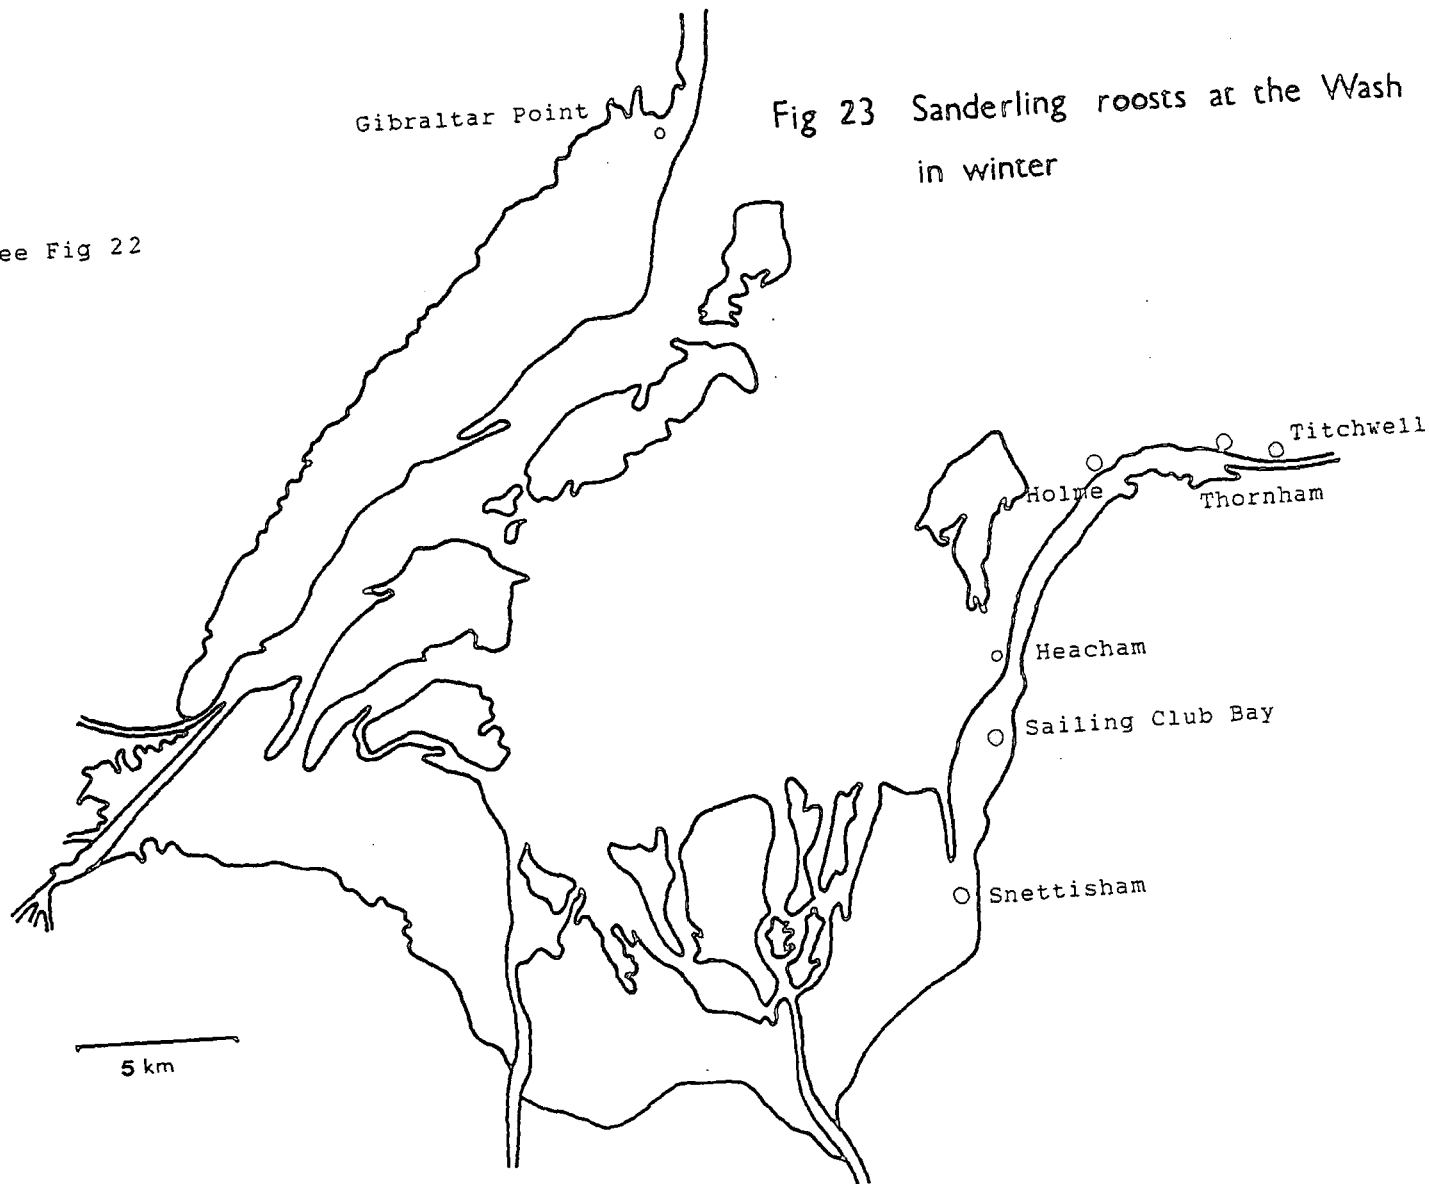 Gibraltar Point
Fig 23 Sanderling roosts at the Wash
in winter
ee Fig 22
Titchwell
Holme
Thornham
Heacham
Sailing Club Bay
Snettisham
5 km